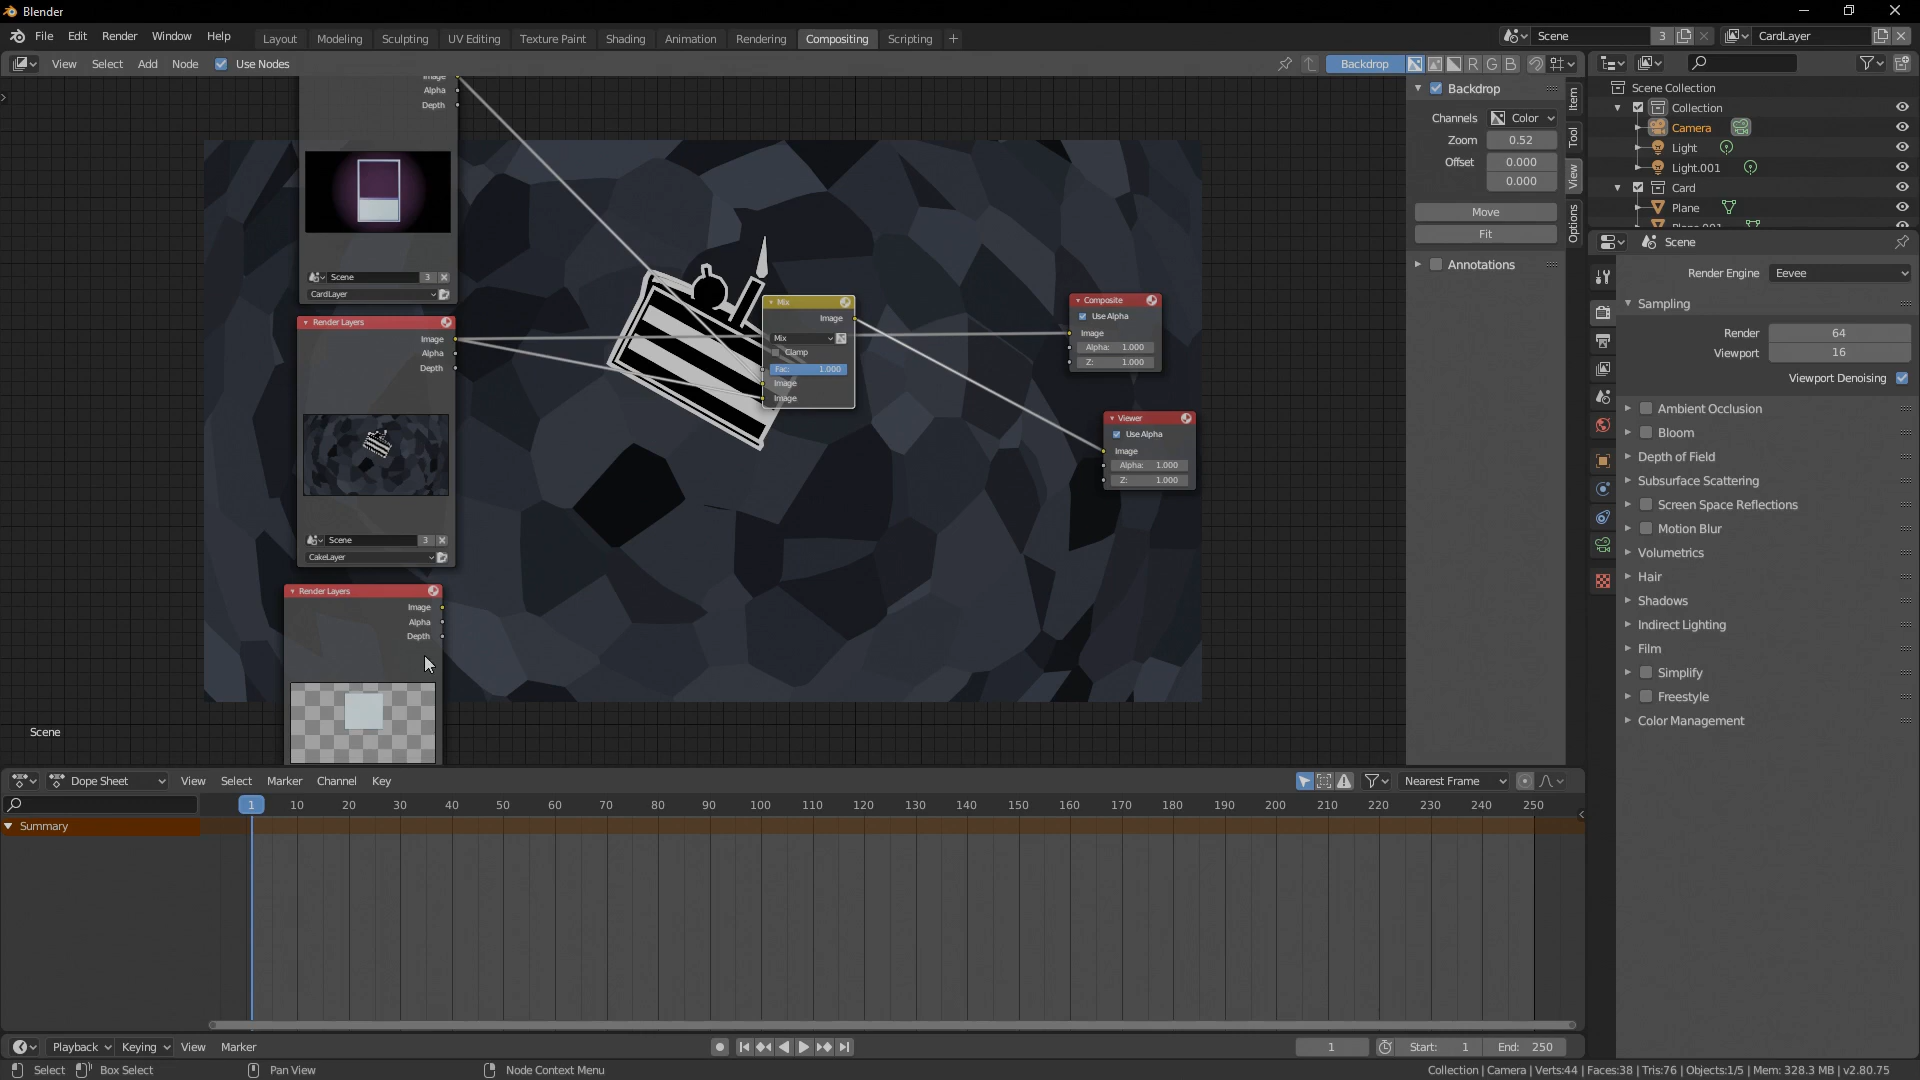 Blender
File Edit Render Window Help
Layout Modeling Sculpting UV Editing Texture Paint Shading Animation Rendering Compositing Scripting +
Scene 3
CardLayer
View Select Add Node Use Nodes
Backdrop R G B
Backdrop
Channels Color
Zoom 0.52
Offset 0.000
0.000
Move
Fit
Annotations
Item
Tool
View
Options
Scene Collection
Collection
Camera
Light
Light.001
Card
Plane
Scene
Render Engine Eevee
Sampling
Render 64
Viewport 16
Viewport Denoising
Ambient Occlusion
Bloom
Depth of Field
Subsurface Scattering
Screen Space Reflections
Motion Blur
Volumetrics
Hair
Shadows
Indirect Lighting
Film
Simplify
Freestyle
Color Management
Image
Alpha
Depth
Scene 3
CardLayer
Render Layers
Image
Alpha
Depth
Scene 3
CakeLayer
Render Layers
Image
Alpha
Depth
Mix
Image
Mix
Clamp
Fac: 1.000
Image
Image
Composite
Use Alpha
Image
Alpha: 1.000
Z: 1.000
Viewer
Use Alpha
Image
Alpha: 1.000
Z: 1.000
Scene
Dope Sheet View Select Marker Channel Key
Nearest Frame
1 10 20 30 40 50 60 70 80 90 100 110 120 130 140 150 160 170 180 190 200 210 220 230 240 250
Summary
Playback Keying View Marker
1 Start: 1 End: 250
Select Box Select Pan View Node Context Menu
Collection | Camera | Verts:44 | Faces:38 | Tris:76 | Objects:1/5 | Mem: 328.3 MB | v2.80.75